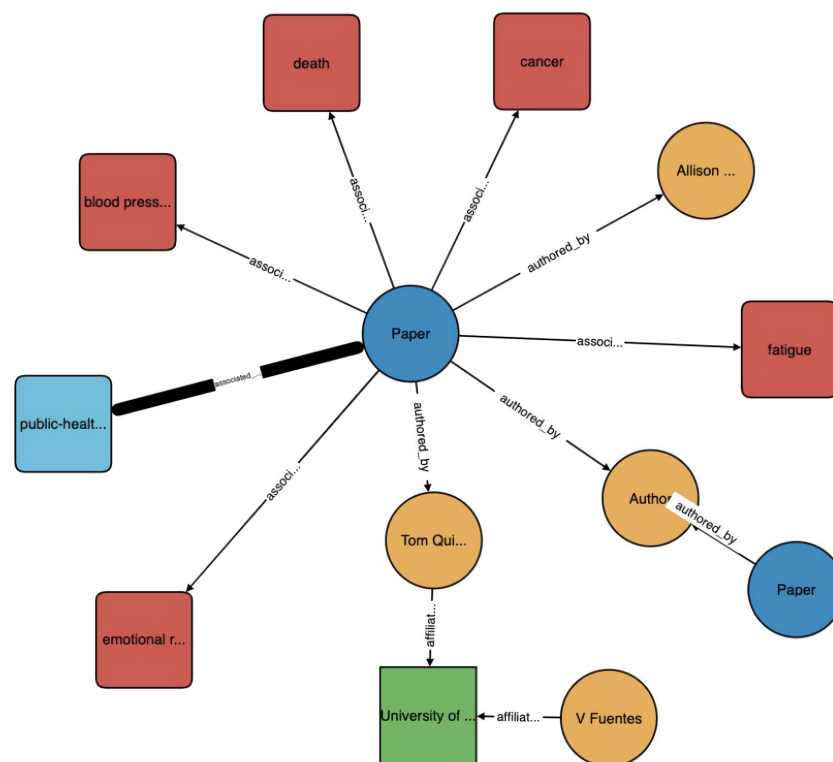 death
cancer
Allison ...
blood press...
associ...
associ...
authored_by
associ...
Paper
associ...
fatigue
associated_...
public-healt...
authored_by
authored_by
associ...
Author
authored_by
Tom Qui...
Paper
affiliat...
emotional r...
University of ...
affiliat...
V Fuentes